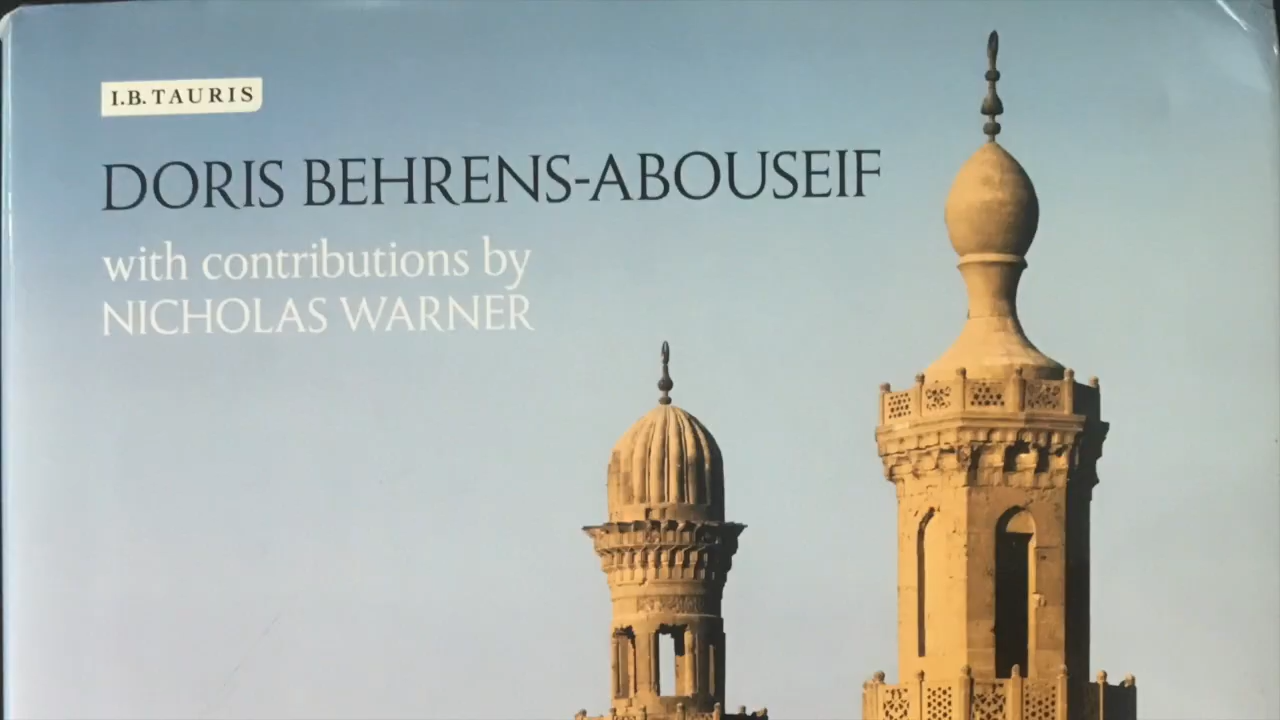 I.B. TAURIS
DORIS BEHRENS-ABOUSEIF
with contributions by
NICHOLAS WARNER